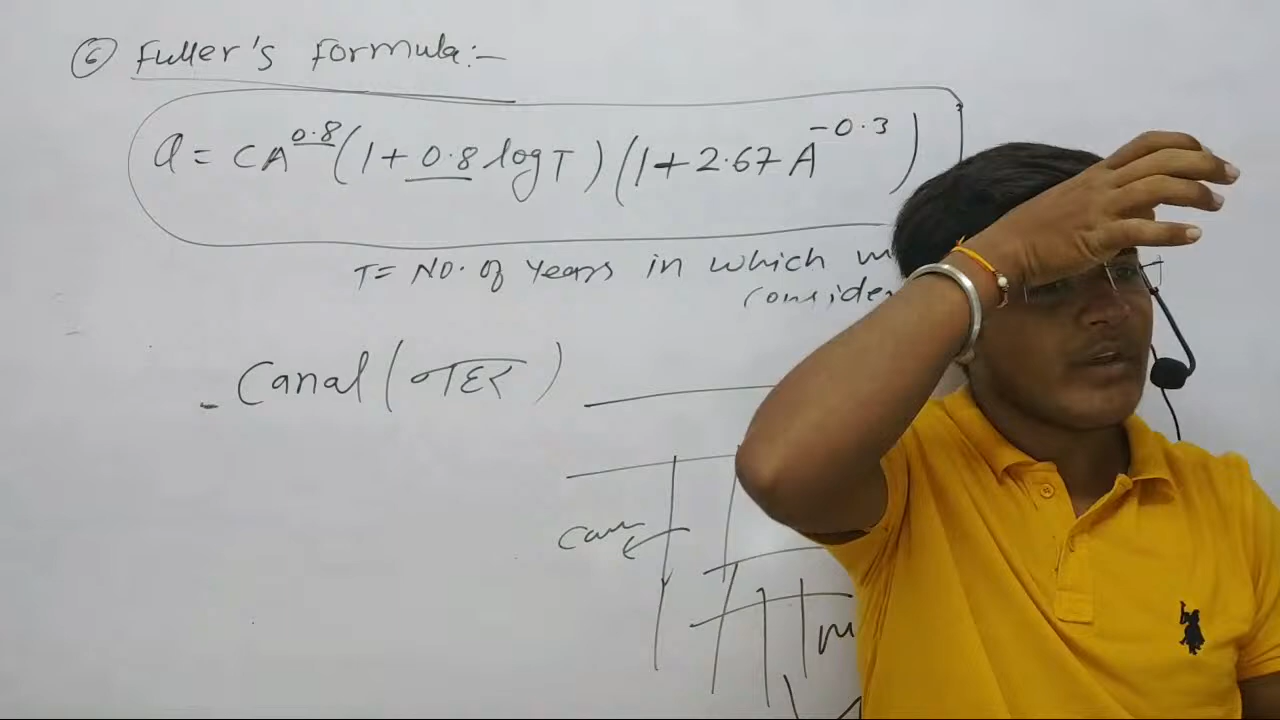 ⑥ Fuller's formula:-
Q = CA^0.8 (1 + 0.8 log T) (1 + 2.67 A^-0.3)
T = NO. of years in which
- Canal (नहर)